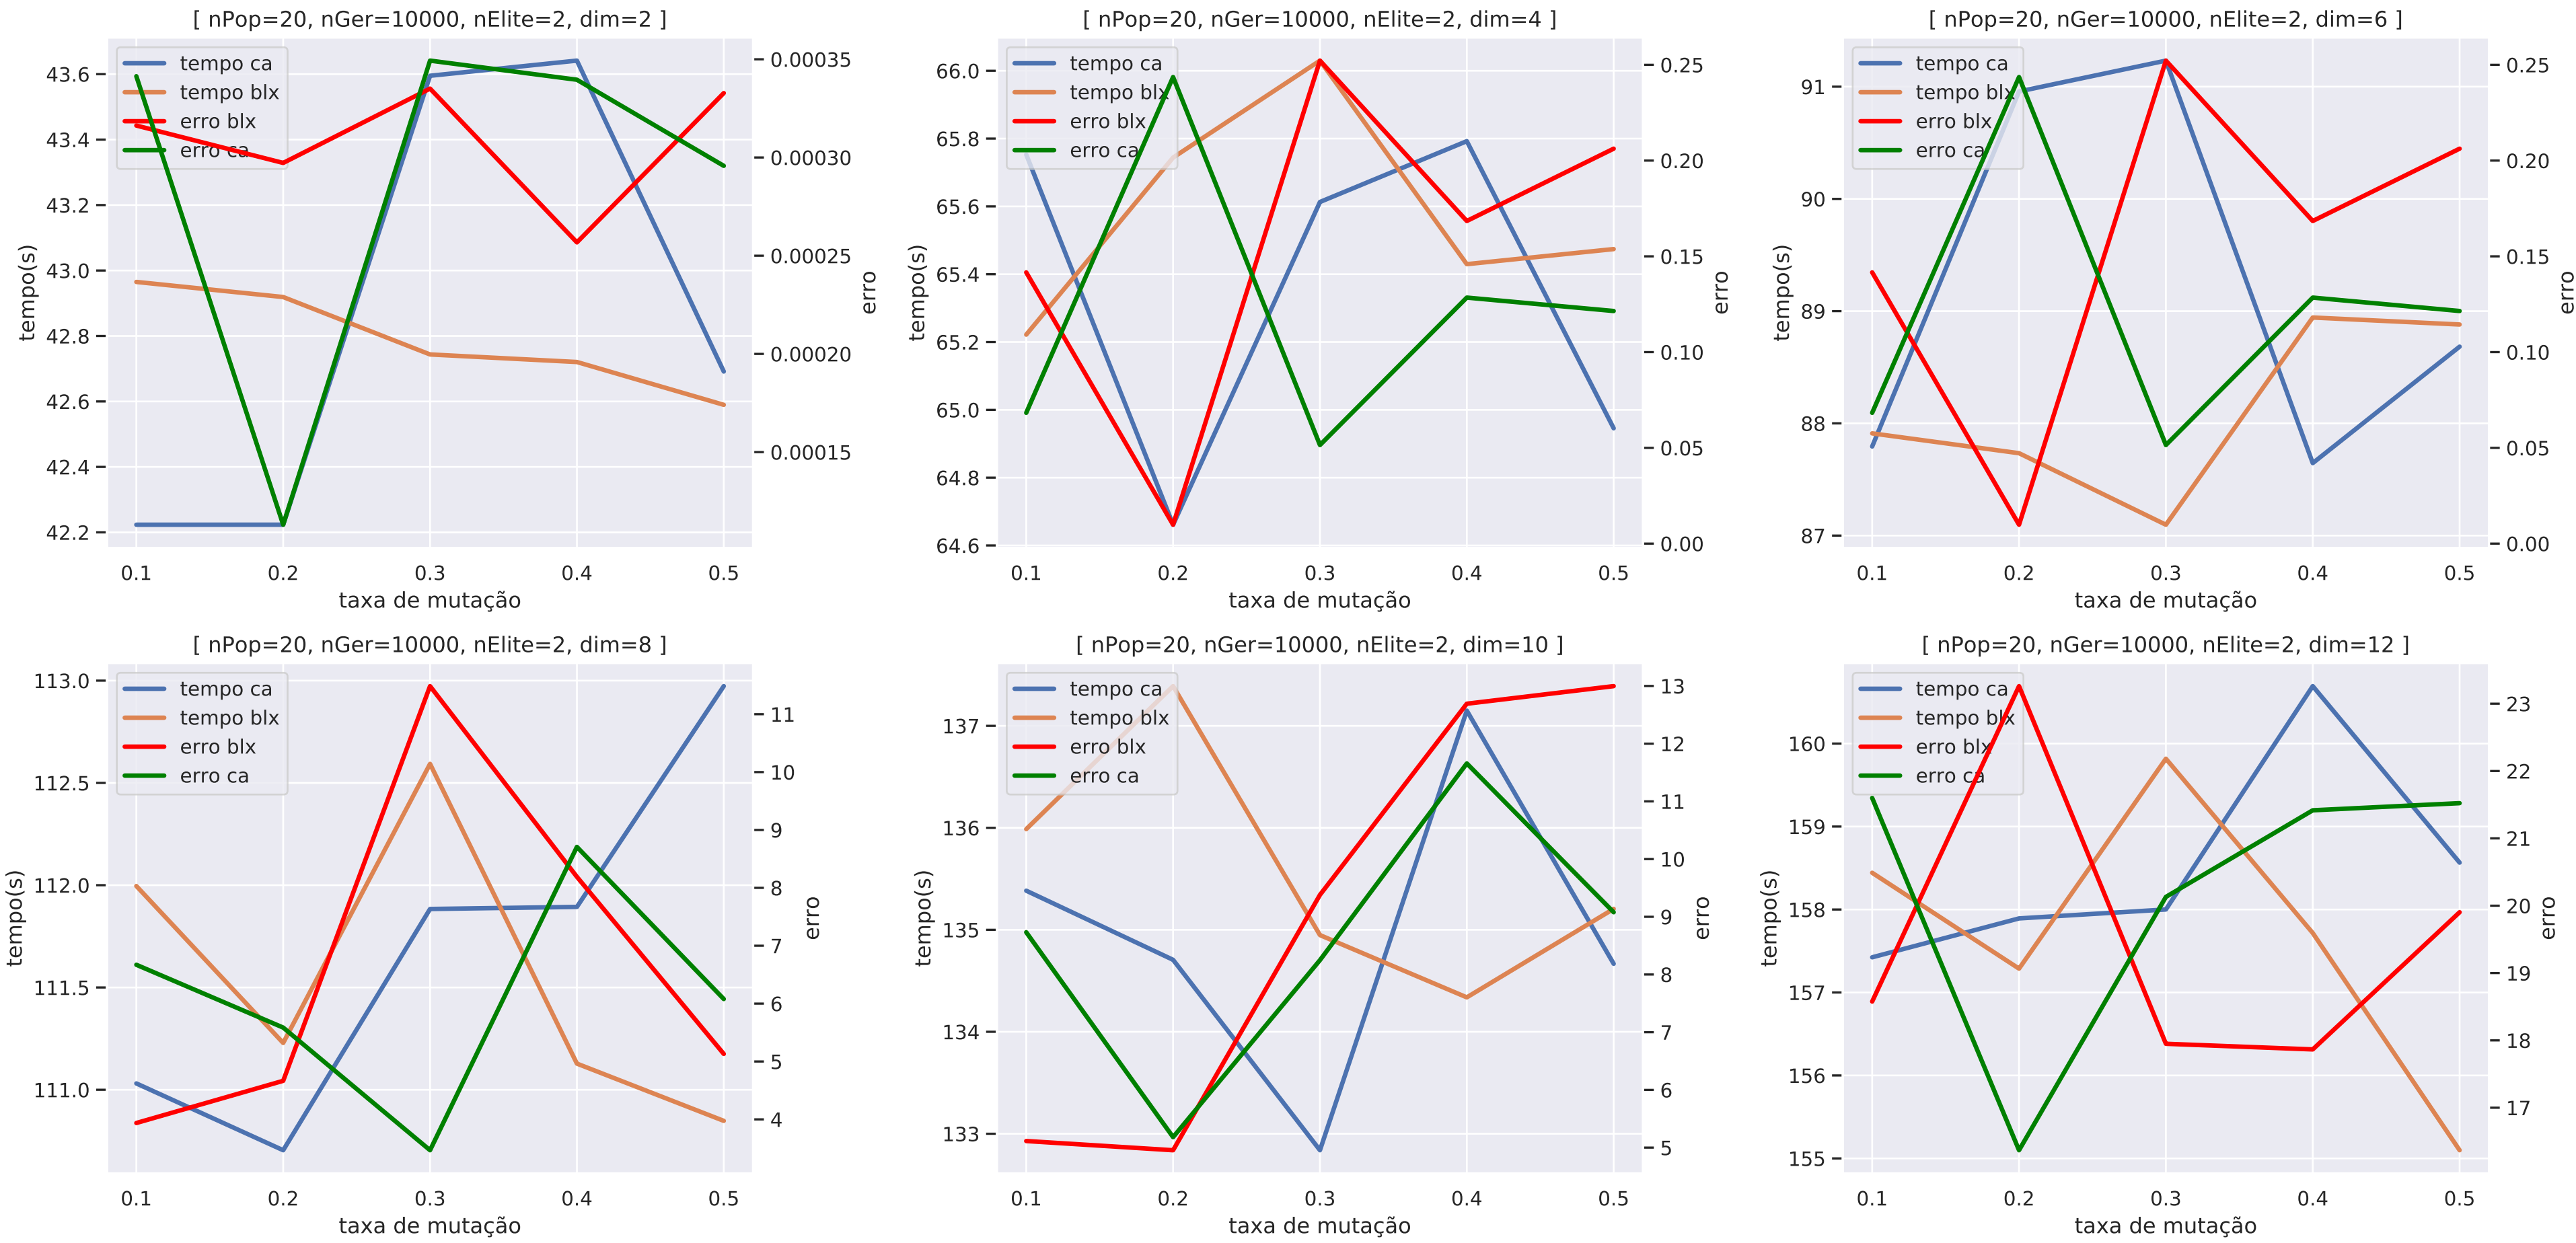 [ nPop=20, nGer=10000, nElite=2, dim=2 ]
tempo ca
tempo blx
erro blx
erro ca
43.6
43.4
43.2
43.0
42.8
42.6
42.4
42.2
tempo(s)
0.00035
0.00030
0.00025
0.00020
0.00015
erro
0.1 0.2 0.3 0.4 0.5
taxa de mutação
[ nPop=20, nGer=10000, nElite=2, dim=4 ]
tempo ca
tempo blx
erro blx
erro ca
66.0
65.8
65.6
65.4
65.2
65.0
64.8
64.6
tempo(s)
0.25
0.20
0.15
0.10
0.05
0.00
erro
0.1 0.2 0.3 0.4 0.5
taxa de mutação
[ nPop=20, nGer=10000, nElite=2, dim=6 ]
tempo ca
tempo blx
erro blx
erro ca
91
90
89
88
87
tempo(s)
0.25
0.20
0.15
0.10
0.05
0.00
erro
0.1 0.2 0.3 0.4 0.5
taxa de mutação
[ nPop=20, nGer=10000, nElite=2, dim=8 ]
tempo ca
tempo blx
erro blx
erro ca
113.0
112.5
112.0
111.5
111.0
tempo(s)
11
10
9
8
7
6
5
4
erro
0.1 0.2 0.3 0.4 0.5
taxa de mutação
[ nPop=20, nGer=10000, nElite=2, dim=10 ]
tempo ca
tempo blx
erro blx
erro ca
137
136
135
134
133
tempo(s)
13
12
11
10
9
8
7
6
5
erro
0.1 0.2 0.3 0.4 0.5
taxa de mutação
[ nPop=20, nGer=10000, nElite=2, dim=12 ]
tempo ca
tempo blx
erro blx
erro ca
160
159
158
157
156
155
tempo(s)
23
22
21
20
19
18
17
erro
0.1 0.2 0.3 0.4 0.5
taxa de mutação